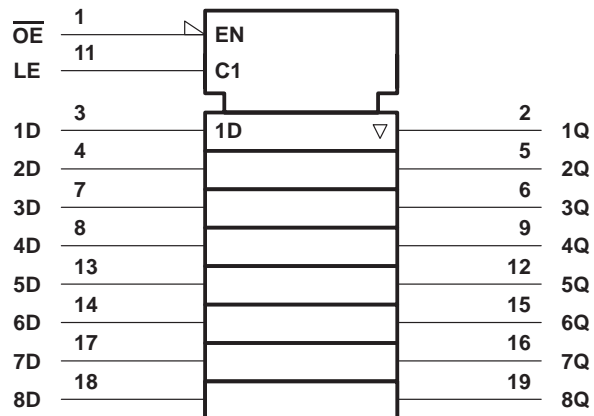 OE 1 EN
LE 11 C1
1D 3 1D ▽ 2 1Q
2D 4 5 2Q
3D 7 6 3Q
4D 8 9 4Q
5D 13 12 5Q
6D 14 15 6Q
7D 17 16 7Q
8D 18 19 8Q